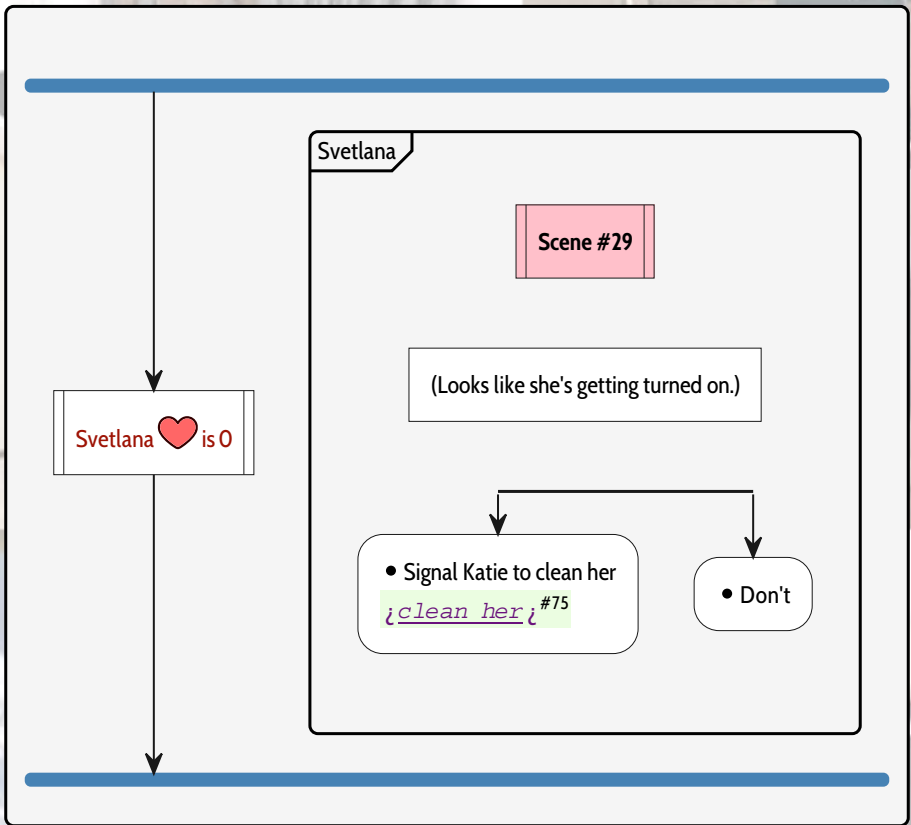 Svetlana
Scene #29
(Looks like she's getting turned on.)
Svetlana ❤ is 0
• Signal Katie to clean her
¿clean her¿#75
• Don't